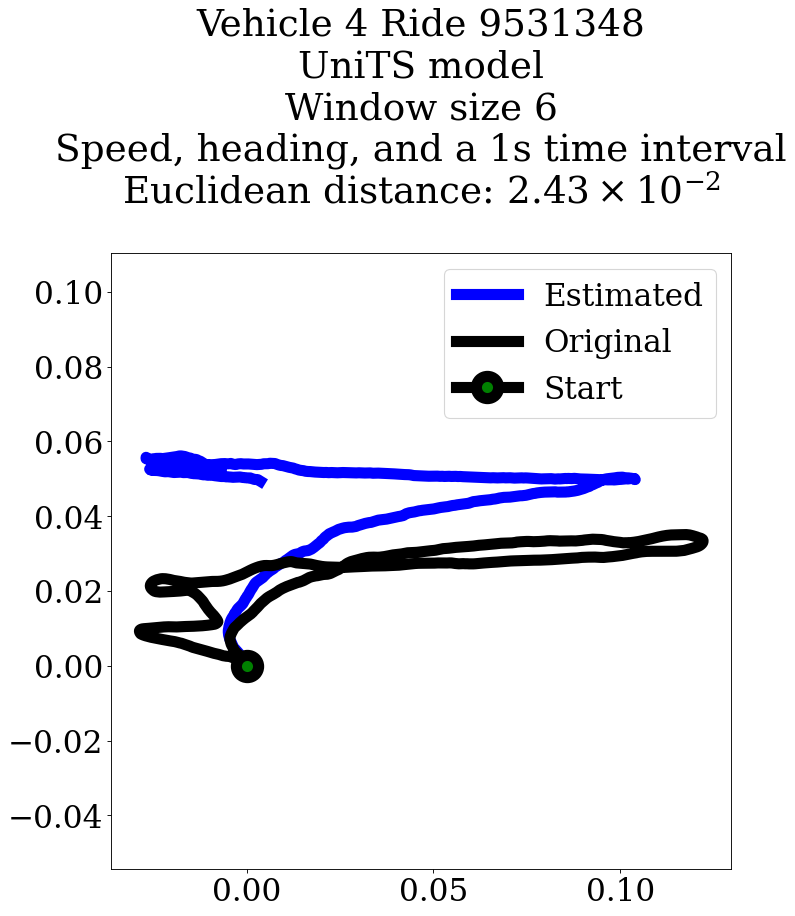 Vehicle 4 Ride 9531348
UniTS model
Window size 6
Speed, heading, and a 1s time interval
Euclidean distance: 2.43 × 10⁻²
Estimated
Original
Start
0.10
0.08
0.06
0.04
0.02
0.00
−0.02
−0.04
0.00 0.05 0.10